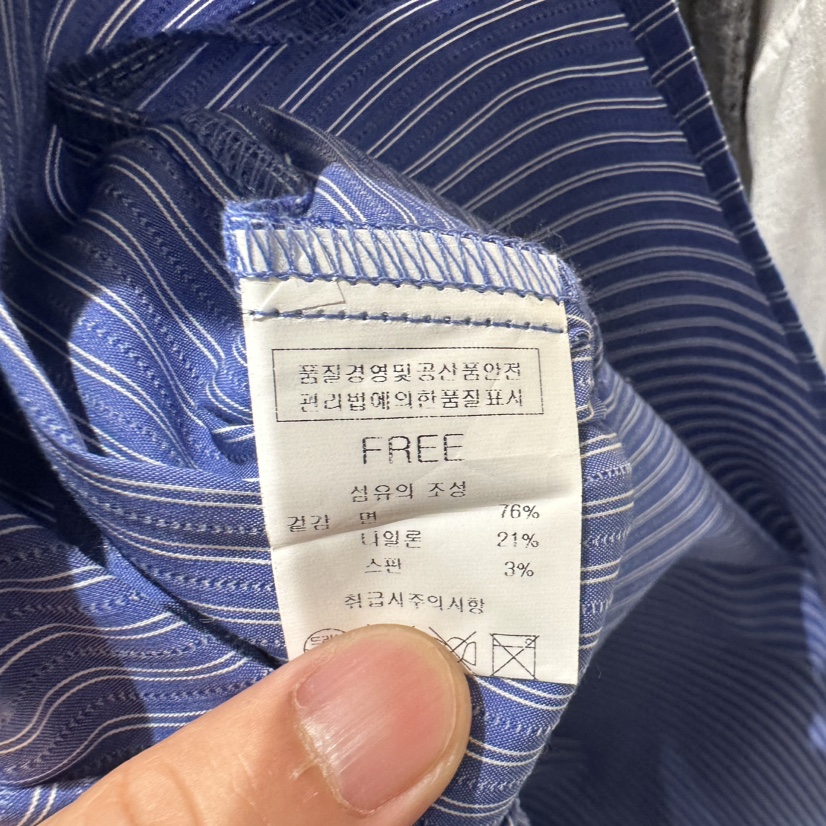 품질경영및공산품안전
관리법에의한품질표시
FREE
섬유의 조성
겉감 면 76%
나일론 21%
스판 3%
취급시주의사항